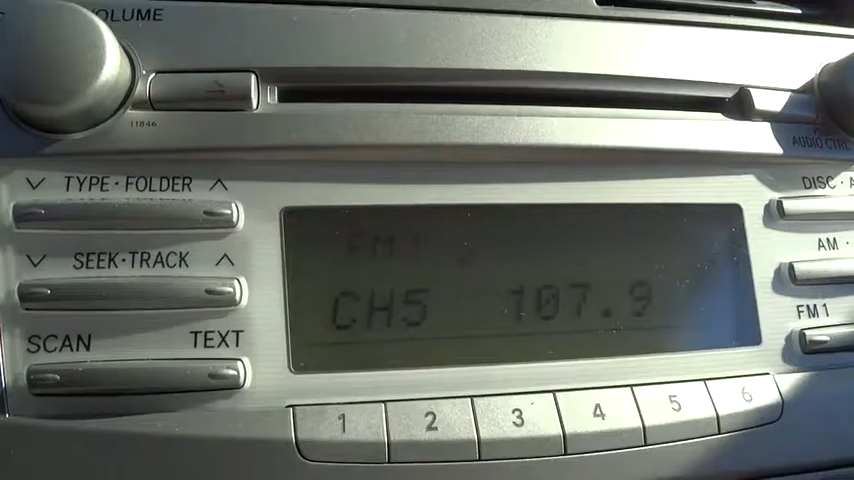 VOLUME
11846
AUDIO CTRL
TYPE·FOLDER
DISC·
SEEK·TRACK
AM·
SCAN TEXT
FM1
FM1
CH5 107.9
1 2 3 4 5 6